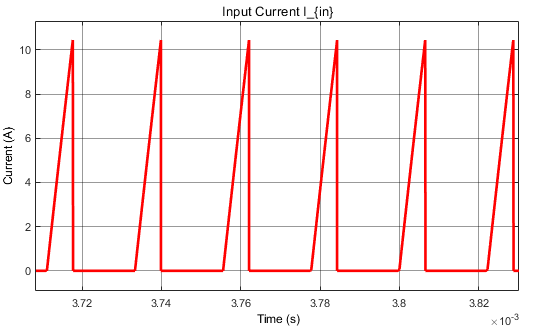 Input Current I_{in}
10
8
6
4
2
0
Current (A)
3.72 3.74 3.76 3.78 3.8 3.82
Time (s)
×10⁻³